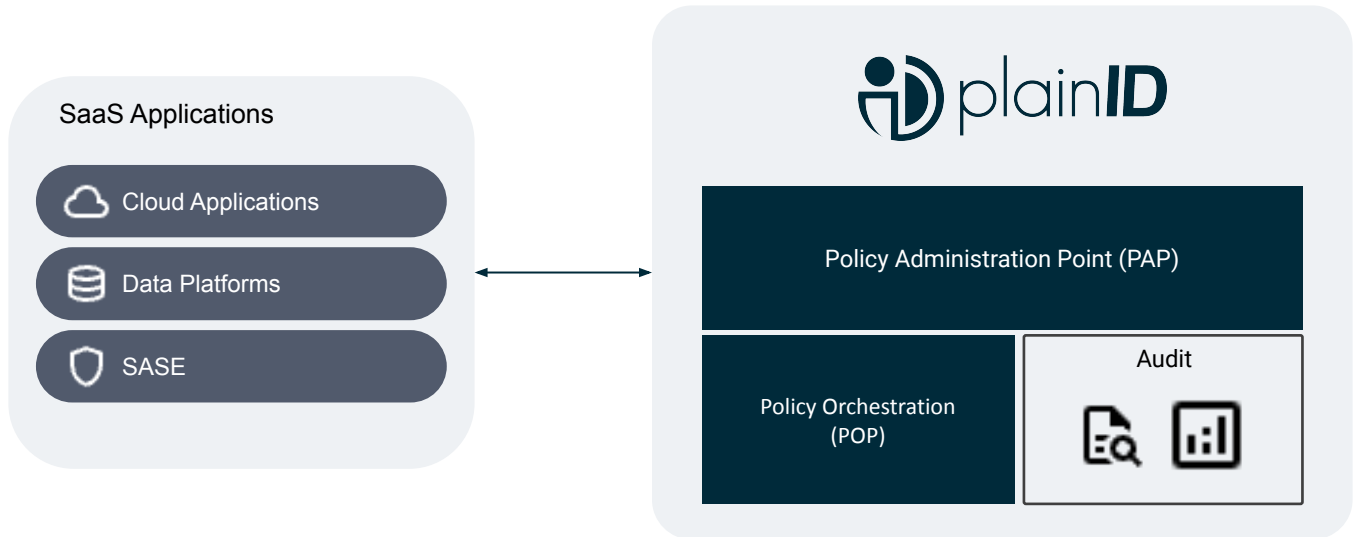 SaaS Applications
Cloud Applications
Data Platforms
SASE
plainID
Policy Administration Point (PAP)
Policy Orchestration
(POP)
Audit